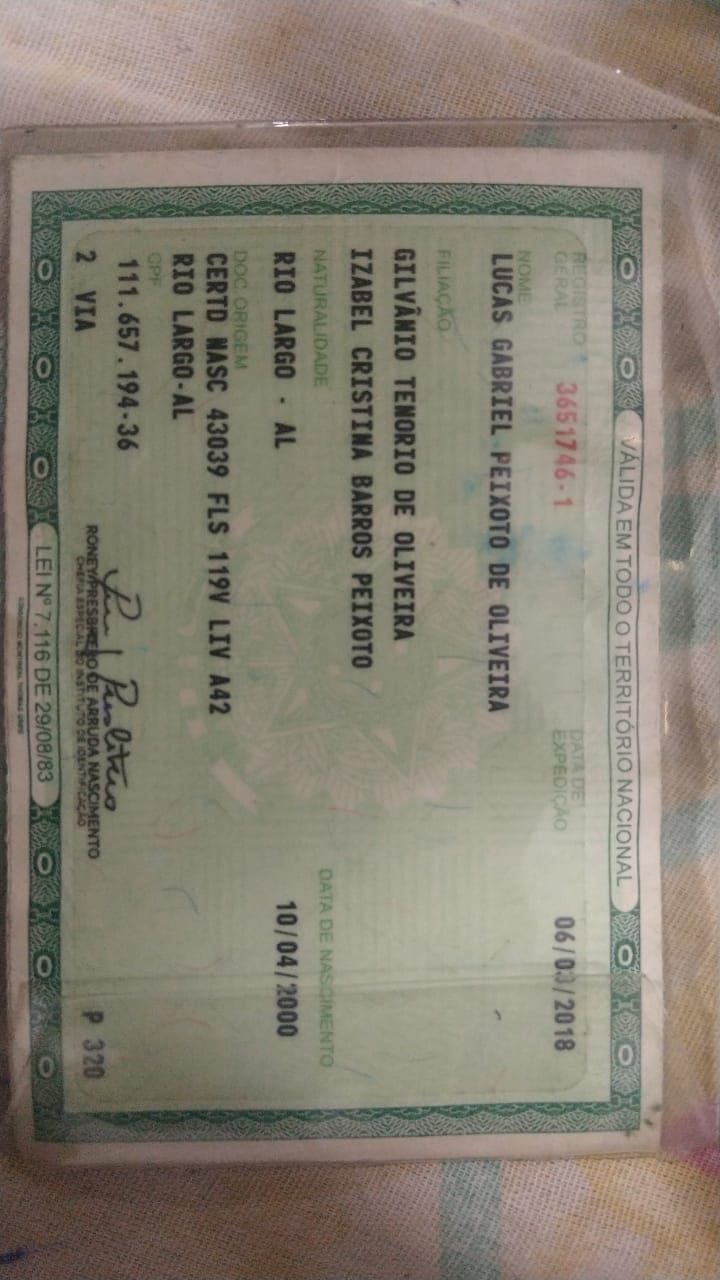 VÁLIDA EM TODO O TERRITÓRIO NACIONAL
REGISTRO GERAL 3651746-1 DATA DE EXPEDIÇÃO 06/03/2018
NOME
LUCAS GABRIEL PEIXOTO DE OLIVEIRA
FILIAÇÃO
GILVÂNIO TENORIO DE OLIVEIRA
IZABEL CRISTINA BARROS PEIXOTO
NATURALIDADE DATA DE NASCIMENTO
RIO LARGO - AL 10/04/2000
DOC. ORIGEM
CERTD NASC 43039 FLS 119V LIV A42
RIO LARGO-AL
CPF
111.657.194-36
2 VIA P 320
RONEY PRESBITERO DE ARRUDA NASCIMENTO
CHEFIA ESPECIAL DO INSTITUTO DE IDENTIFICAÇÃO
LEI Nº 7.116 DE 29/08/83